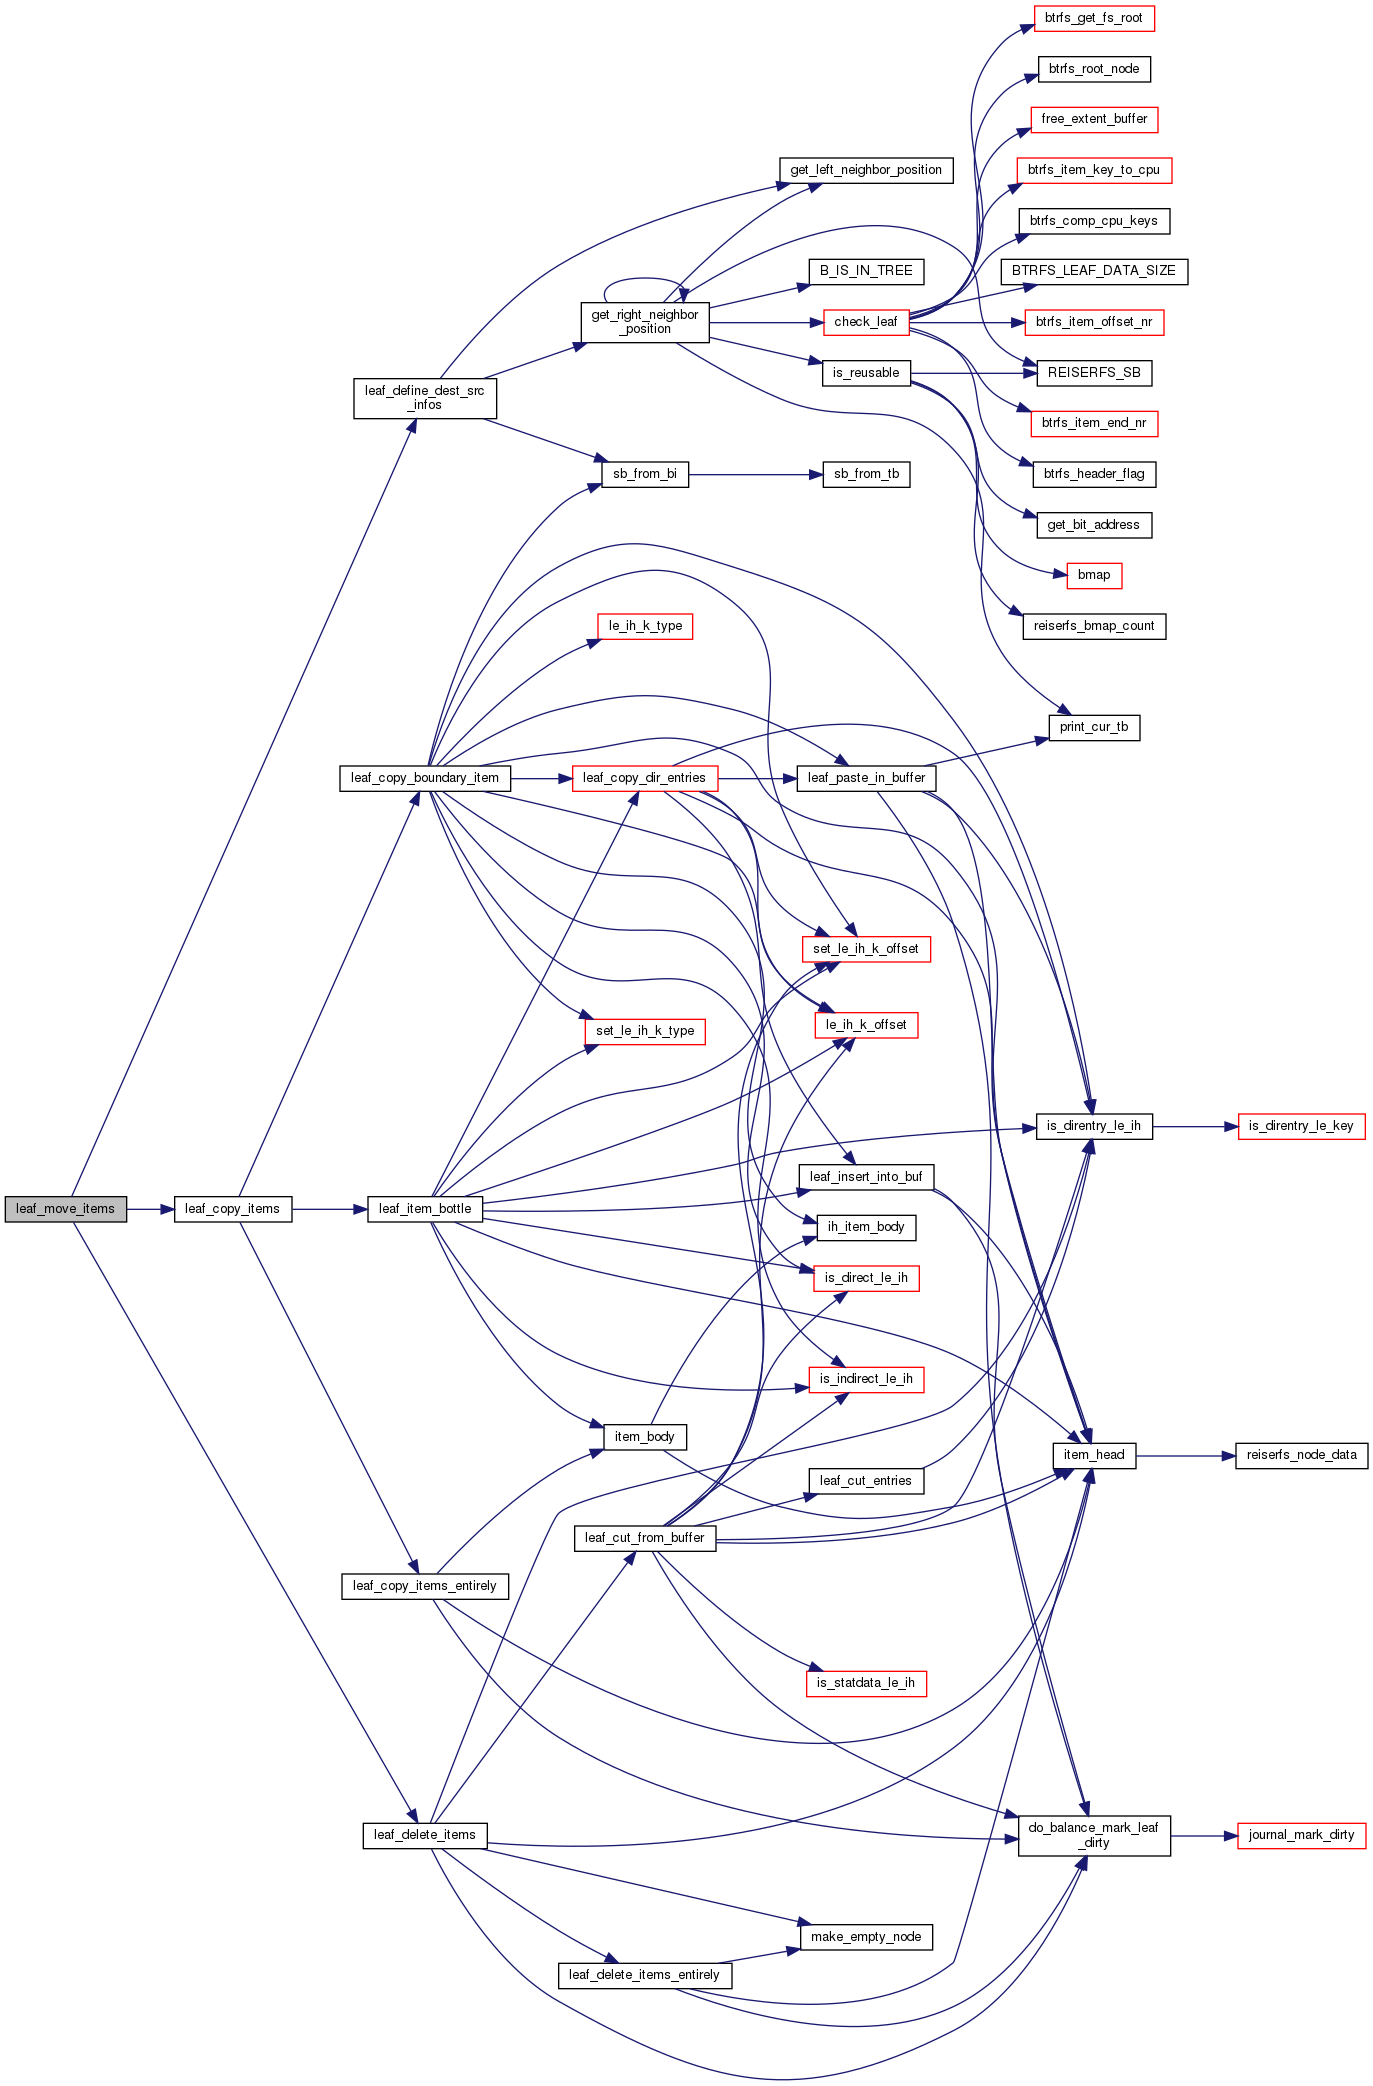 btrfs_get_fs_root
btrfs_root_node
free_extent_buffer
get_left_neighbor_position
btrfs_item_key_to_cpu
btrfs_comp_cpu_keys
B_IS_IN_TREE
BTRFS_LEAF_DATA_SIZE
get_right_neighbor
_position
check_leaf
btrfs_item_offset_nr
is_reusable
REISERFS_SB
leaf_define_dest_src
_infos
btrfs_item_end_nr
sb_from_bi
sb_from_tb
btrfs_header_flag
get_bit_address
bmap
le_ih_k_type
reiserfs_bmap_count
print_cur_tb
leaf_copy_boundary_item
leaf_copy_dir_entries
leaf_paste_in_buffer
set_le_ih_k_offset
set_le_ih_k_type
le_ih_k_offset
is_direntry_le_ih
is_direntry_le_key
leaf_insert_into_buf
leaf_move_items
leaf_copy_items
leaf_item_bottle
ih_item_body
is_direct_le_ih
is_indirect_le_ih
item_body
item_head
reiserfs_node_data
leaf_cut_entries
leaf_cut_from_buffer
leaf_copy_items_entirely
is_statdata_le_ih
leaf_delete_items
do_balance_mark_leaf
_dirty
journal_mark_dirty
make_empty_node
leaf_delete_items_entirely